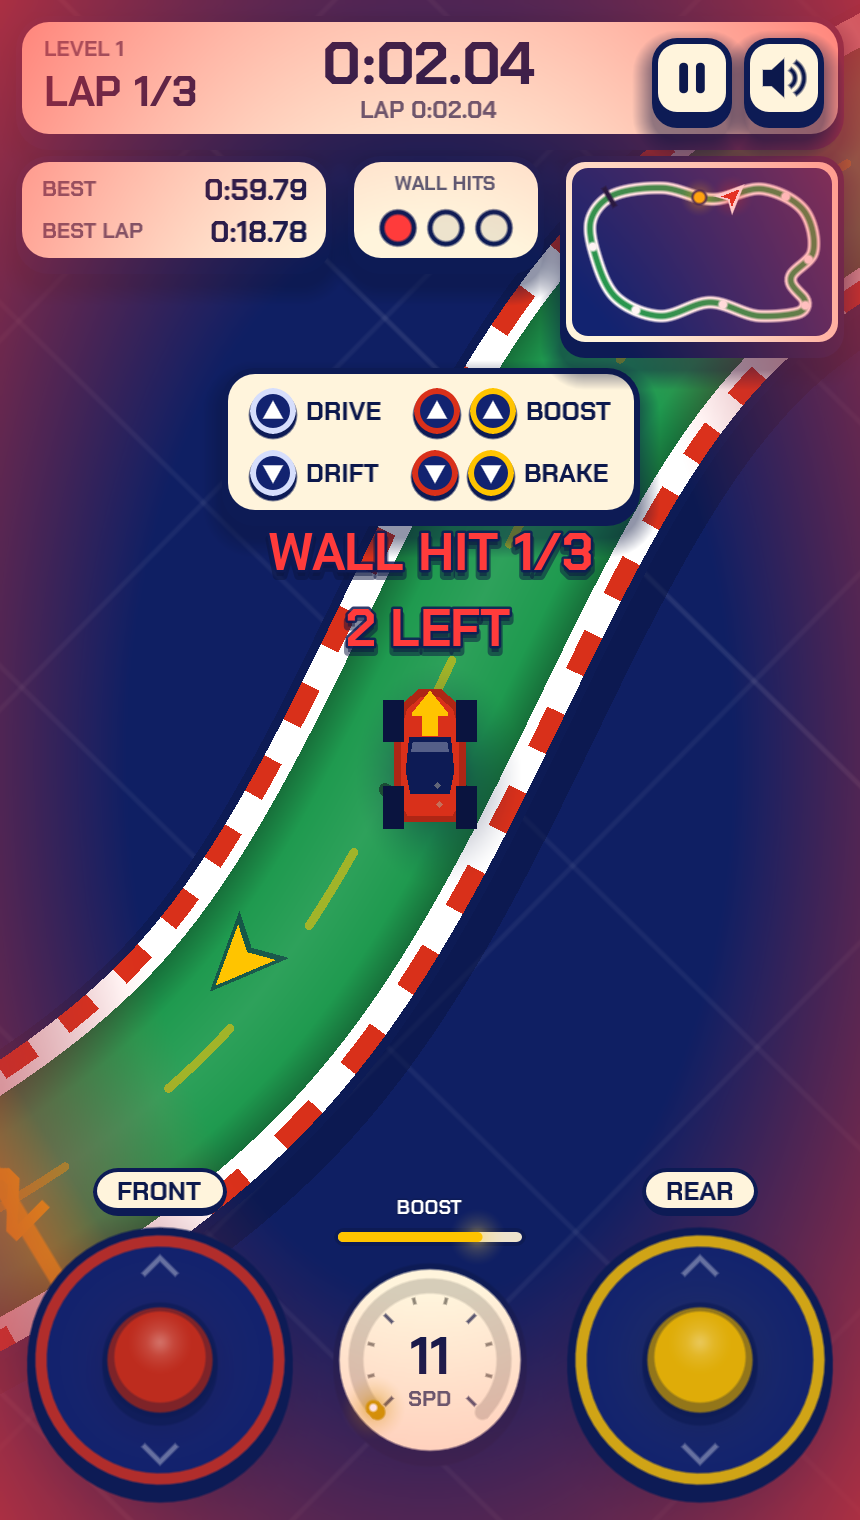 LEVEL 1
LAP 1/3
0:02.04
LAP 0:02.04
BEST 0:59.79
BEST LAP 0:18.78
WALL HITS
DRIVE BOOST
DRIFT BRAKE
WALL HIT 1/3
2 LEFT
FRONT
BOOST
REAR
11
SPD